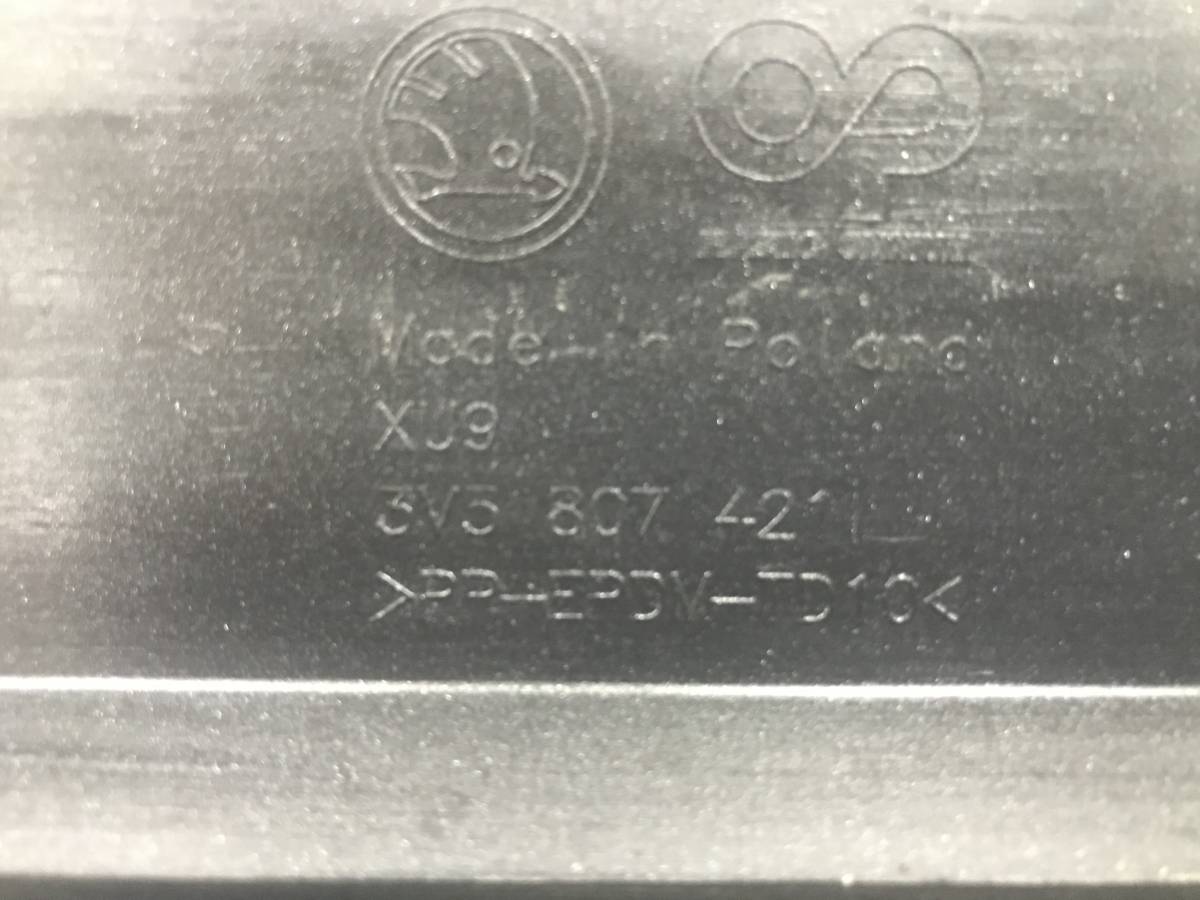 Made in Poland
XU9
3V5 807 421
>PP+EPDM-TD10<